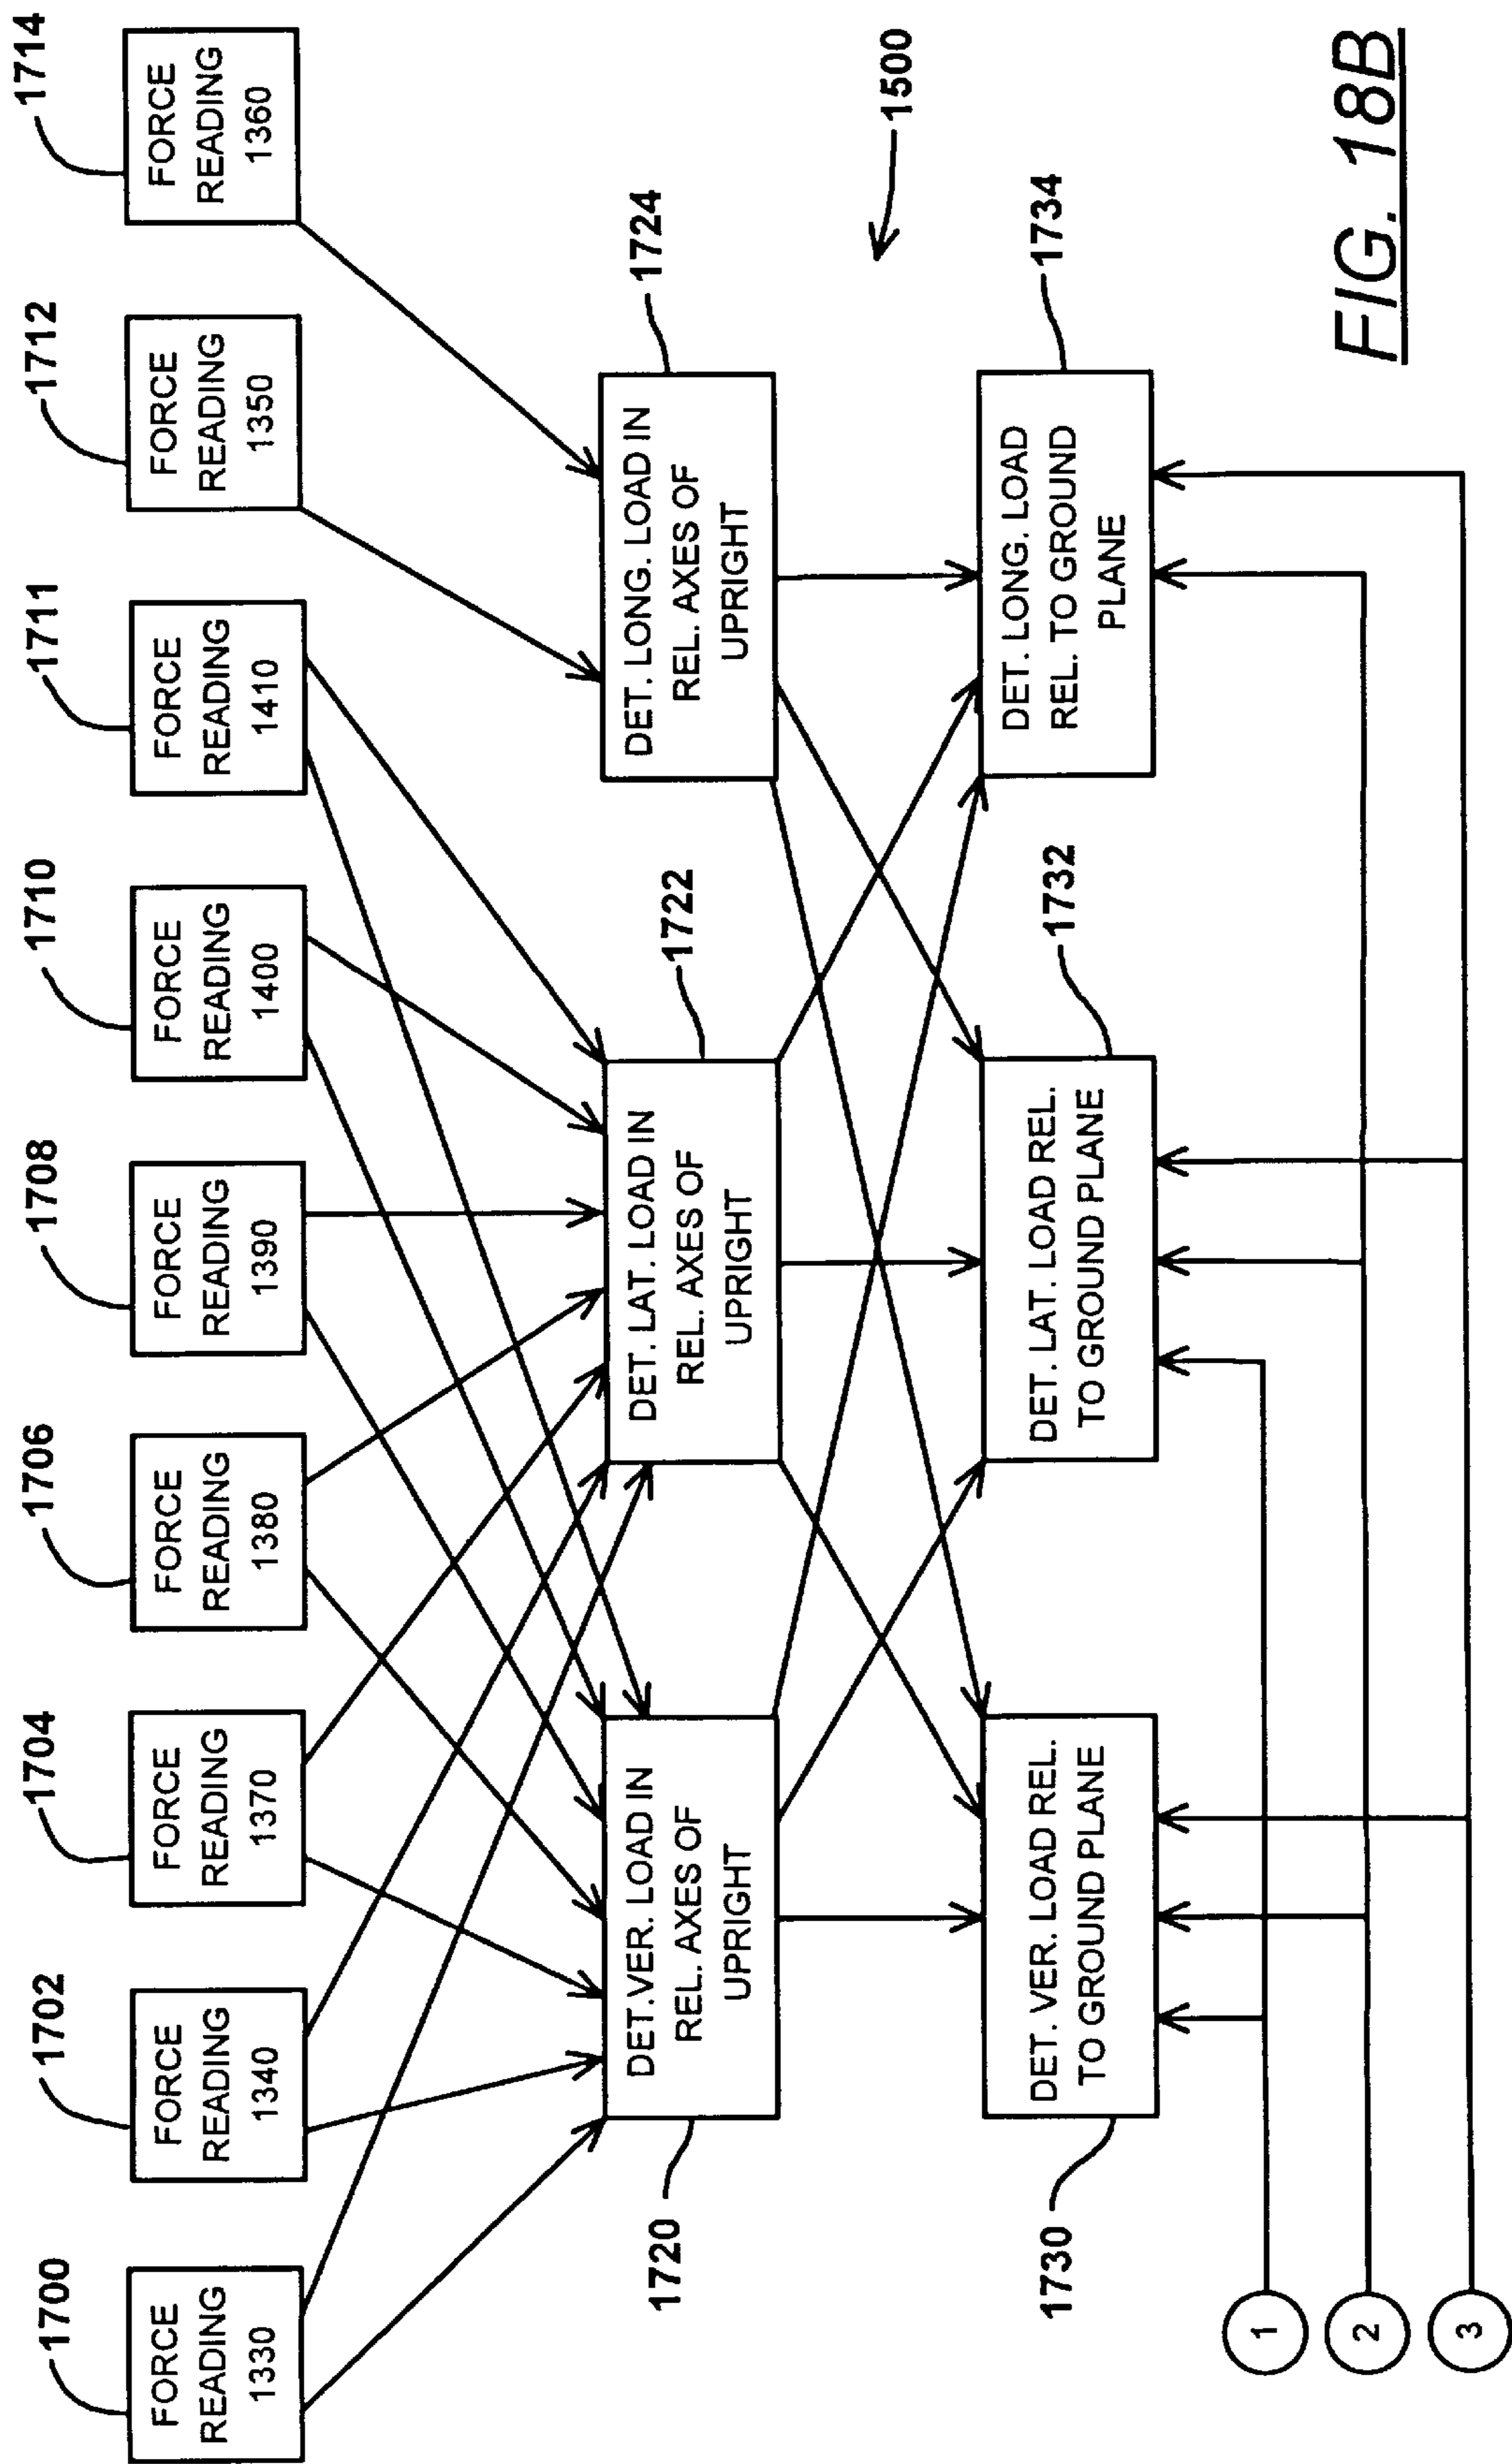 1700
1702
1704
1706
1708
1710
1711
1712
1714
FORCE
READING
1330
FORCE
READING
1340
FORCE
READING
1370
FORCE
READING
1380
FORCE
READING
1390
FORCE
READING
1400
FORCE
READING
1410
FORCE
READING
1350
FORCE
READING
1360
1720
DET.VER. LOAD IN
REL. AXES OF
UPRIGHT
1722
DET. LAT. LOAD IN
REL. AXES OF
UPRIGHT
1724
DET. LONG. LOAD IN
REL. AXES OF
UPRIGHT
1500
1730
DET. VER. LOAD REL.
TO GROUND PLANE
1732
DET. LAT. LOAD REL.
TO GROUND PLANE
1734
DET. LONG. LOAD
REL. TO GROUND
PLANE
1
2
3
FIG. 18B